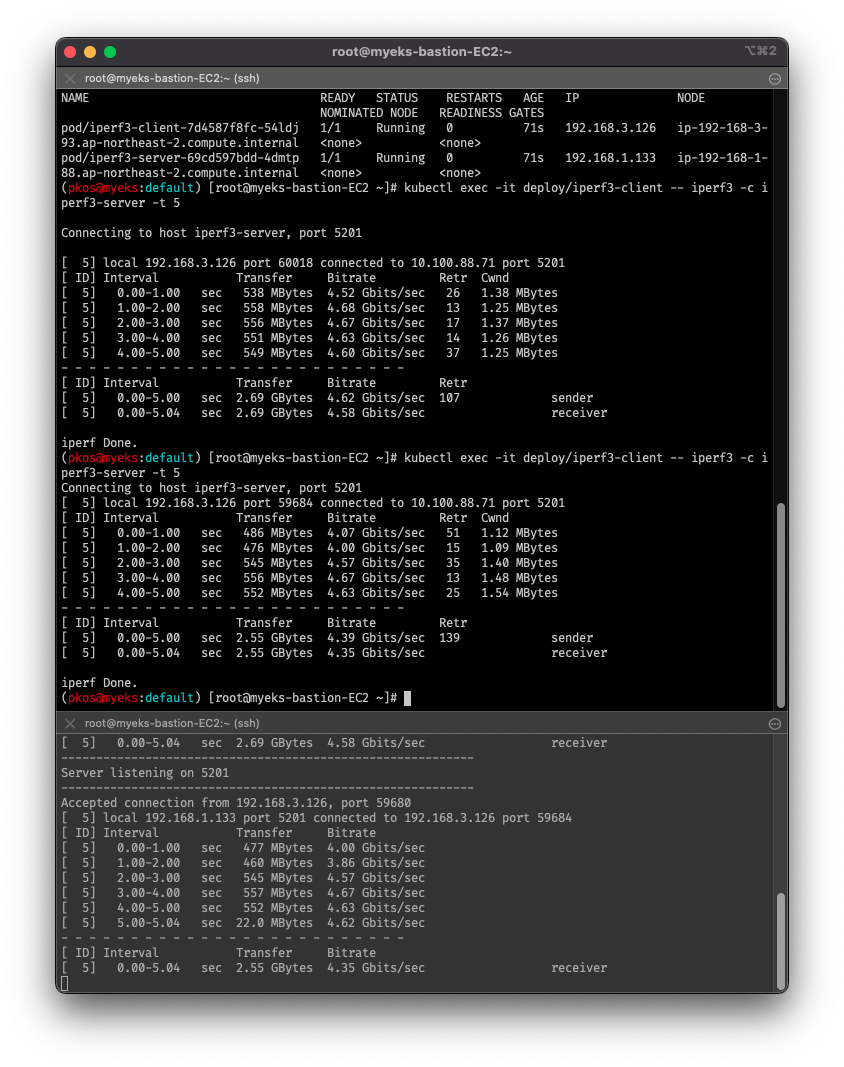 root@myeks-bastion-EC2:~
⌥⌘2
root@myeks-bastion-EC2:~ (ssh)
NAME READY STATUS RESTARTS AGE IP NODE
NOMINATED NODE READINESS GATES
pod/iperf3-client-7d4587f8fc-54ldj 1/1 Running 0 71s 192.168.3.126 ip-192-168-3-
93.ap-northeast-2.compute.internal <none> <none>
pod/iperf3-server-69cd597bdd-4dmtp 1/1 Running 0 71s 192.168.1.133 ip-192-168-1-
88.ap-northeast-2.compute.internal <none> <none>
(pkos@myeks:default) [root@myeks-bastion-EC2 ~]# kubectl exec -it deploy/iperf3-client -- iperf3 -c i
perf3-server -t 5
Connecting to host iperf3-server, port 5201
[  5] local 192.168.3.126 port 60018 connected to 10.100.88.71 port 5201
[ ID] Interval Transfer Bitrate Retr Cwnd
[  5] 0.00-1.00 sec 538 MBytes 4.52 Gbits/sec 26 1.38 MBytes
[  5] 1.00-2.00 sec 558 MBytes 4.68 Gbits/sec 13 1.25 MBytes
[  5] 2.00-3.00 sec 556 MBytes 4.67 Gbits/sec 17 1.37 MBytes
[  5] 3.00-4.00 sec 551 MBytes 4.63 Gbits/sec 14 1.26 MBytes
[  5] 4.00-5.00 sec 549 MBytes 4.60 Gbits/sec 37 1.25 MBytes
- - - - - - - - - - - - - - - - - - - - - - - - -
[ ID] Interval Transfer Bitrate Retr
[  5] 0.00-5.00 sec 2.69 GBytes 4.62 Gbits/sec 107 sender
[  5] 0.00-5.04 sec 2.69 GBytes 4.58 Gbits/sec receiver
iperf Done.
(pkos@myeks:default) [root@myeks-bastion-EC2 ~]# kubectl exec -it deploy/iperf3-client -- iperf3 -c i
perf3-server -t 5
Connecting to host iperf3-server, port 5201
[  5] local 192.168.3.126 port 59684 connected to 10.100.88.71 port 5201
[ ID] Interval Transfer Bitrate Retr Cwnd
[  5] 0.00-1.00 sec 486 MBytes 4.07 Gbits/sec 51 1.12 MBytes
[  5] 1.00-2.00 sec 476 MBytes 4.00 Gbits/sec 15 1.09 MBytes
[  5] 2.00-3.00 sec 545 MBytes 4.57 Gbits/sec 35 1.40 MBytes
[  5] 3.00-4.00 sec 556 MBytes 4.67 Gbits/sec 13 1.48 MBytes
[  5] 4.00-5.00 sec 552 MBytes 4.63 Gbits/sec 25 1.54 MBytes
- - - - - - - - - - - - - - - - - - - - - - - - -
[ ID] Interval Transfer Bitrate Retr
[  5] 0.00-5.00 sec 2.55 GBytes 4.39 Gbits/sec 139 sender
[  5] 0.00-5.04 sec 2.55 GBytes 4.35 Gbits/sec receiver
iperf Done.
(pkos@myeks:default) [root@myeks-bastion-EC2 ~]#
root@myeks-bastion-EC2:~ (ssh)
[  5] 0.00-5.04 sec 2.69 GBytes 4.58 Gbits/sec receiver
-----------------------------------------------------------
Server listening on 5201
-----------------------------------------------------------
Accepted connection from 192.168.3.126, port 59680
[  5] local 192.168.1.133 port 5201 connected to 192.168.3.126 port 59684
[ ID] Interval Transfer Bitrate
[  5] 0.00-1.00 sec 477 MBytes 4.00 Gbits/sec
[  5] 1.00-2.00 sec 460 MBytes 3.86 Gbits/sec
[  5] 2.00-3.00 sec 545 MBytes 4.57 Gbits/sec
[  5] 3.00-4.00 sec 557 MBytes 4.67 Gbits/sec
[  5] 4.00-5.00 sec 552 MBytes 4.63 Gbits/sec
[  5] 5.00-5.04 sec 22.0 MBytes 4.62 Gbits/sec
- - - - - - - - - - - - - - - - - - - - - - - - -
[ ID] Interval Transfer Bitrate
[  5] 0.00-5.04 sec 2.55 GBytes 4.35 Gbits/sec receiver